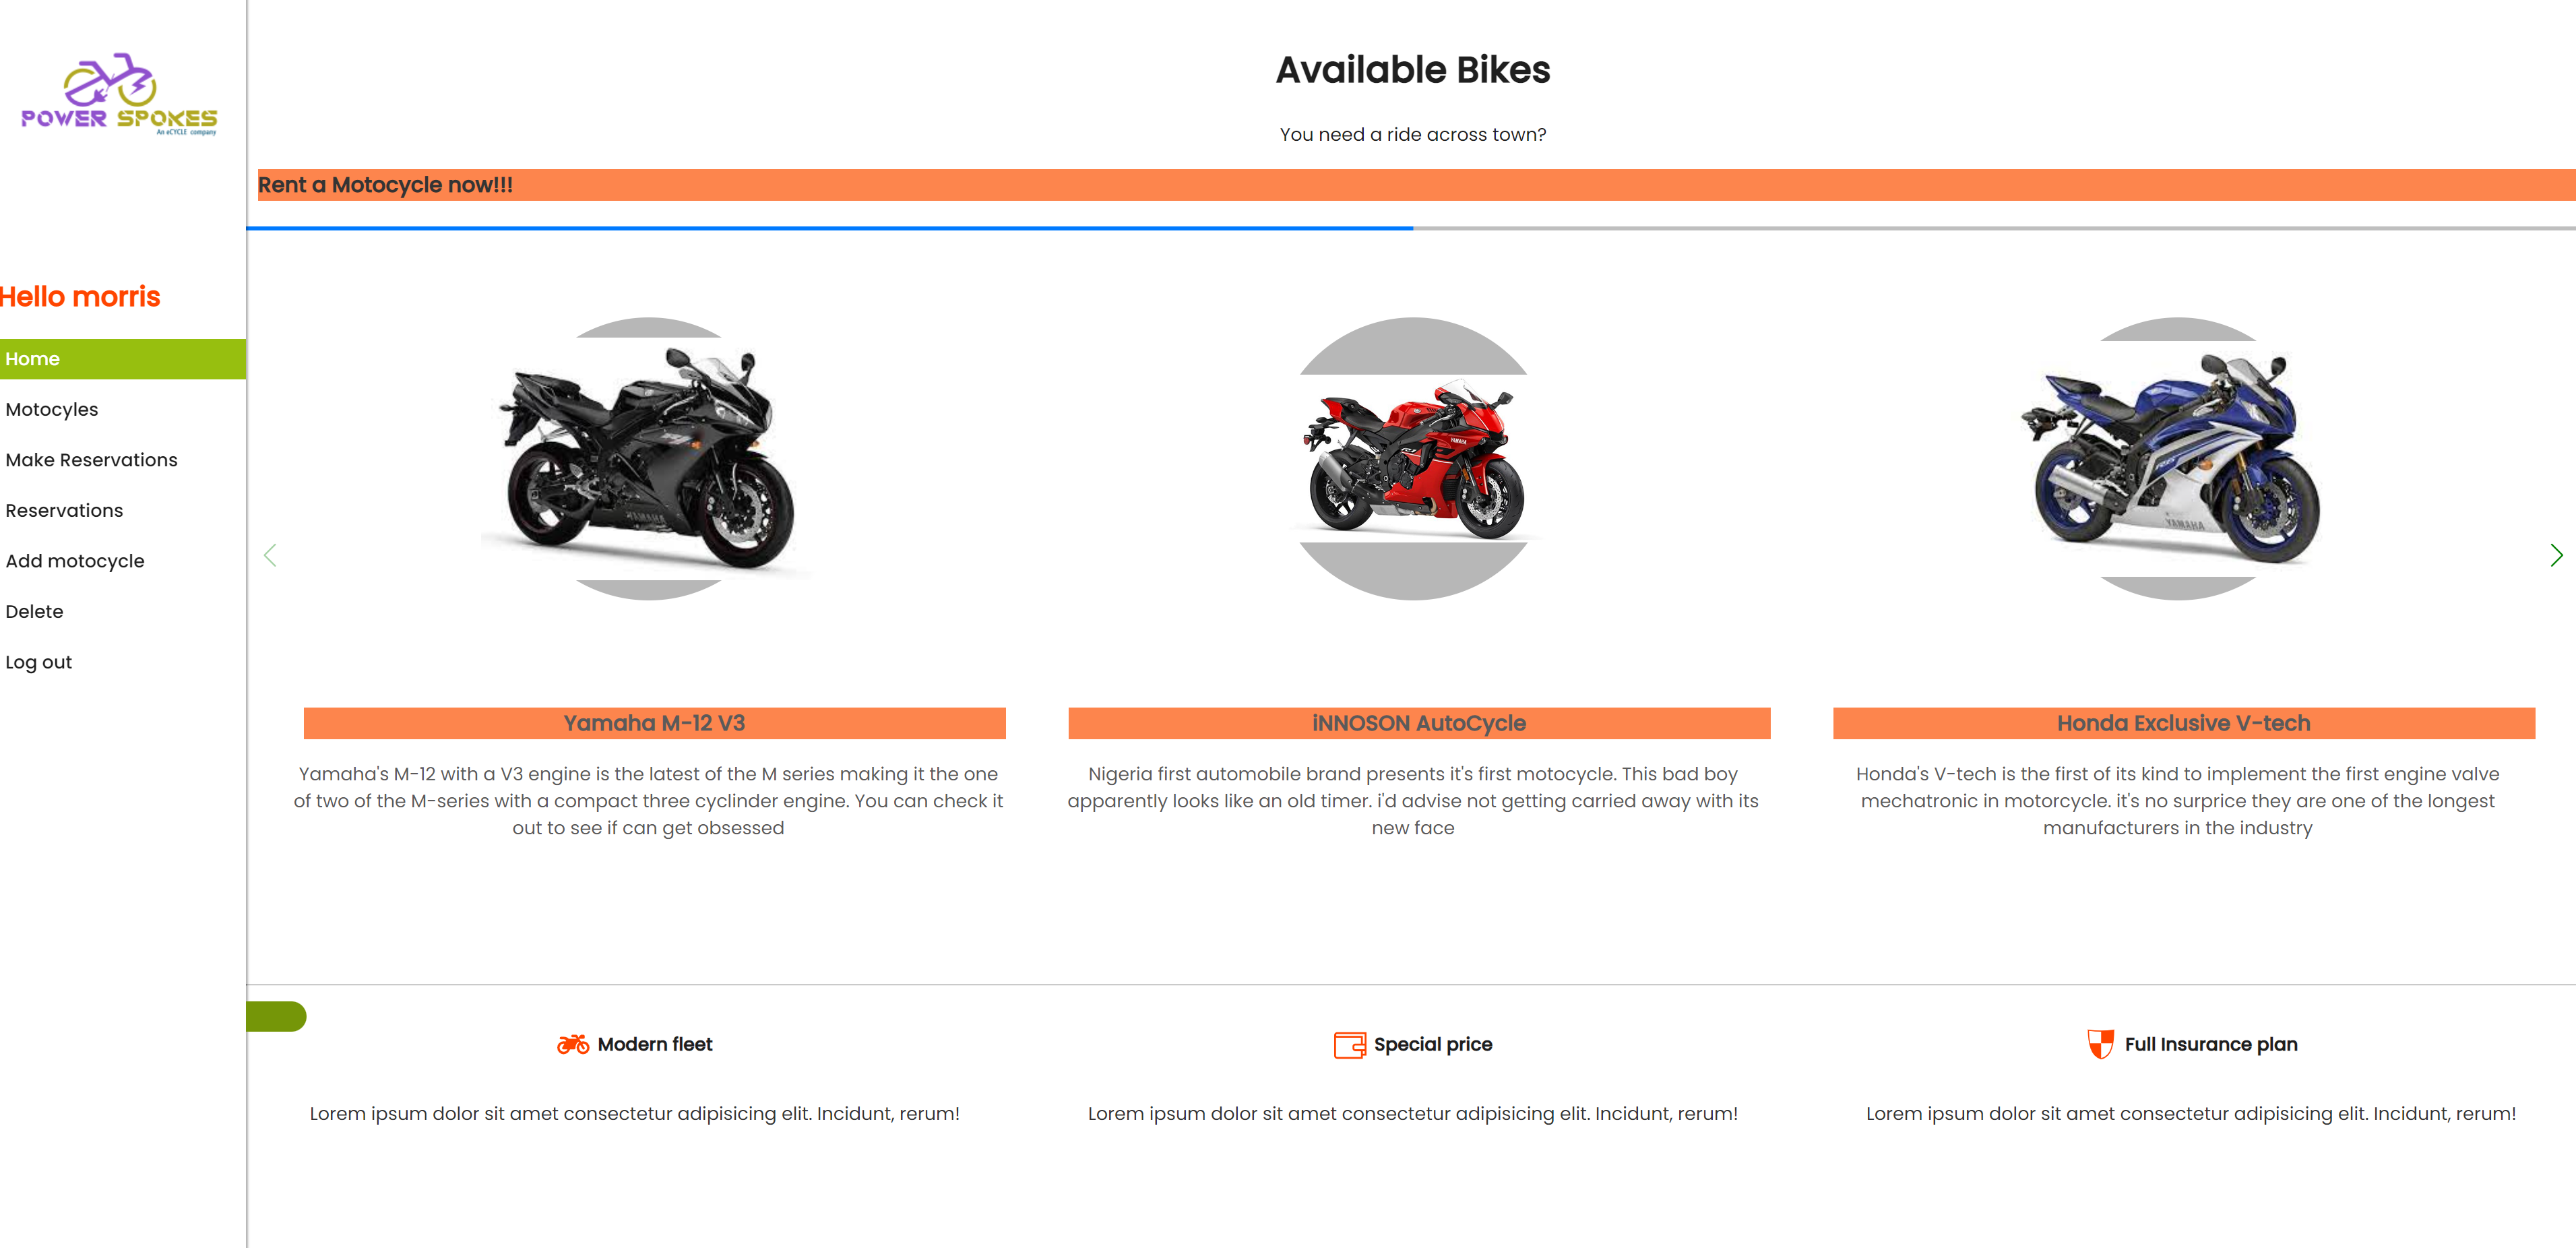 POWER SPOKES
An eCYCLE company
Hello morris
Home
Motocyles
Make Reservations
Reservations
Add motocycle
Delete
Log out
Available Bikes
You need a ride across town?
Rent a Motocycle now!!!
YAMAHA
YAMAHA
R1
R6
YAMAHA
Yamaha M-12 V3
Yamaha's M-12 with a V3 engine is the latest of the M series making it the one
of two of the M-series with a compact three cyclinder engine. You can check it
out to see if can get obsessed
iNNOSON AutoCycle
Nigeria first automobile brand presents it's first motocycle. This bad boy
apparently looks like an old timer. i'd advise not getting carried away with its
new face
Honda Exclusive V-tech
Honda's V-tech is the first of its kind to implement the first engine valve
mechatronic in motorcycle. it's no surprice they are one of the longest
manufacturers in the industry
Modern fleet
Lorem ipsum dolor sit amet consectetur adipisicing elit. Incidunt, rerum!
Special price
Lorem ipsum dolor sit amet consectetur adipisicing elit. Incidunt, rerum!
Full Insurance plan
Lorem ipsum dolor sit amet consectetur adipisicing elit. Incidunt, rerum!